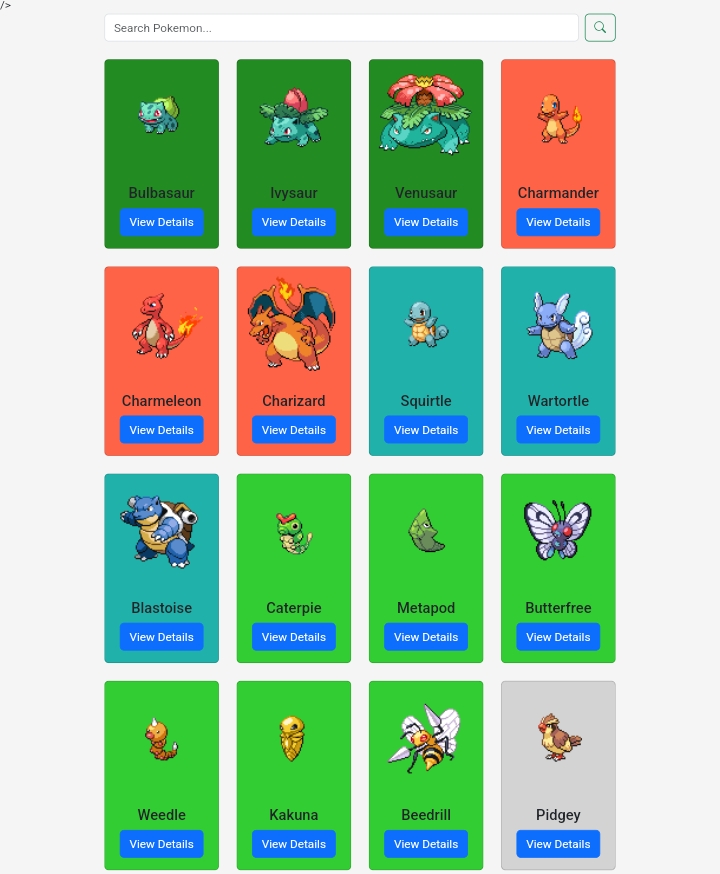 />
Search Pokemon...
Bulbasaur
View Details
Ivysaur
View Details
Venusaur
View Details
Charmander
View Details
Charmeleon
View Details
Charizard
View Details
Squirtle
View Details
Wartortle
View Details
Blastoise
View Details
Caterpie
View Details
Metapod
View Details
Butterfree
View Details
Weedle
View Details
Kakuna
View Details
Beedrill
View Details
Pidgey
View Details